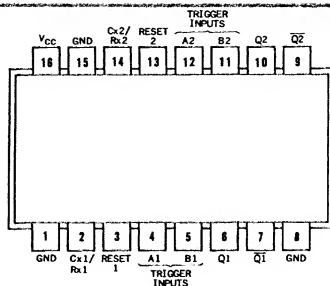 TRIGGER
INPUTS
Cx2/ RESET
VCC GND Rx2 2 A2 B2 Q2 Q2
16 15 14 13 12 11 10 9
1 2 3 4 5 6 7 8
GND Cx1/ RESET A1 B1 Q1 Q1 GND
Rx1 1
TRIGGER
INPUTS